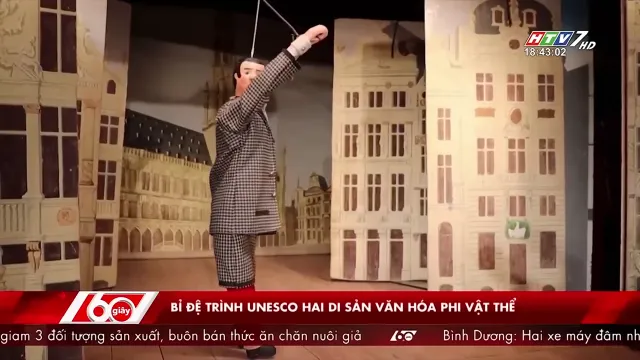 HTV7 HD
18:43:02
60 giây
BỈ ĐỆ TRÌNH UNESCO HAI DI SẢN VĂN HÓA PHI VẬT THỂ
giam 3 đối tượng sản xuất, buôn bán thức ăn chăn nuôi giả 60 Bình Dương: Hai xe máy đâm nh